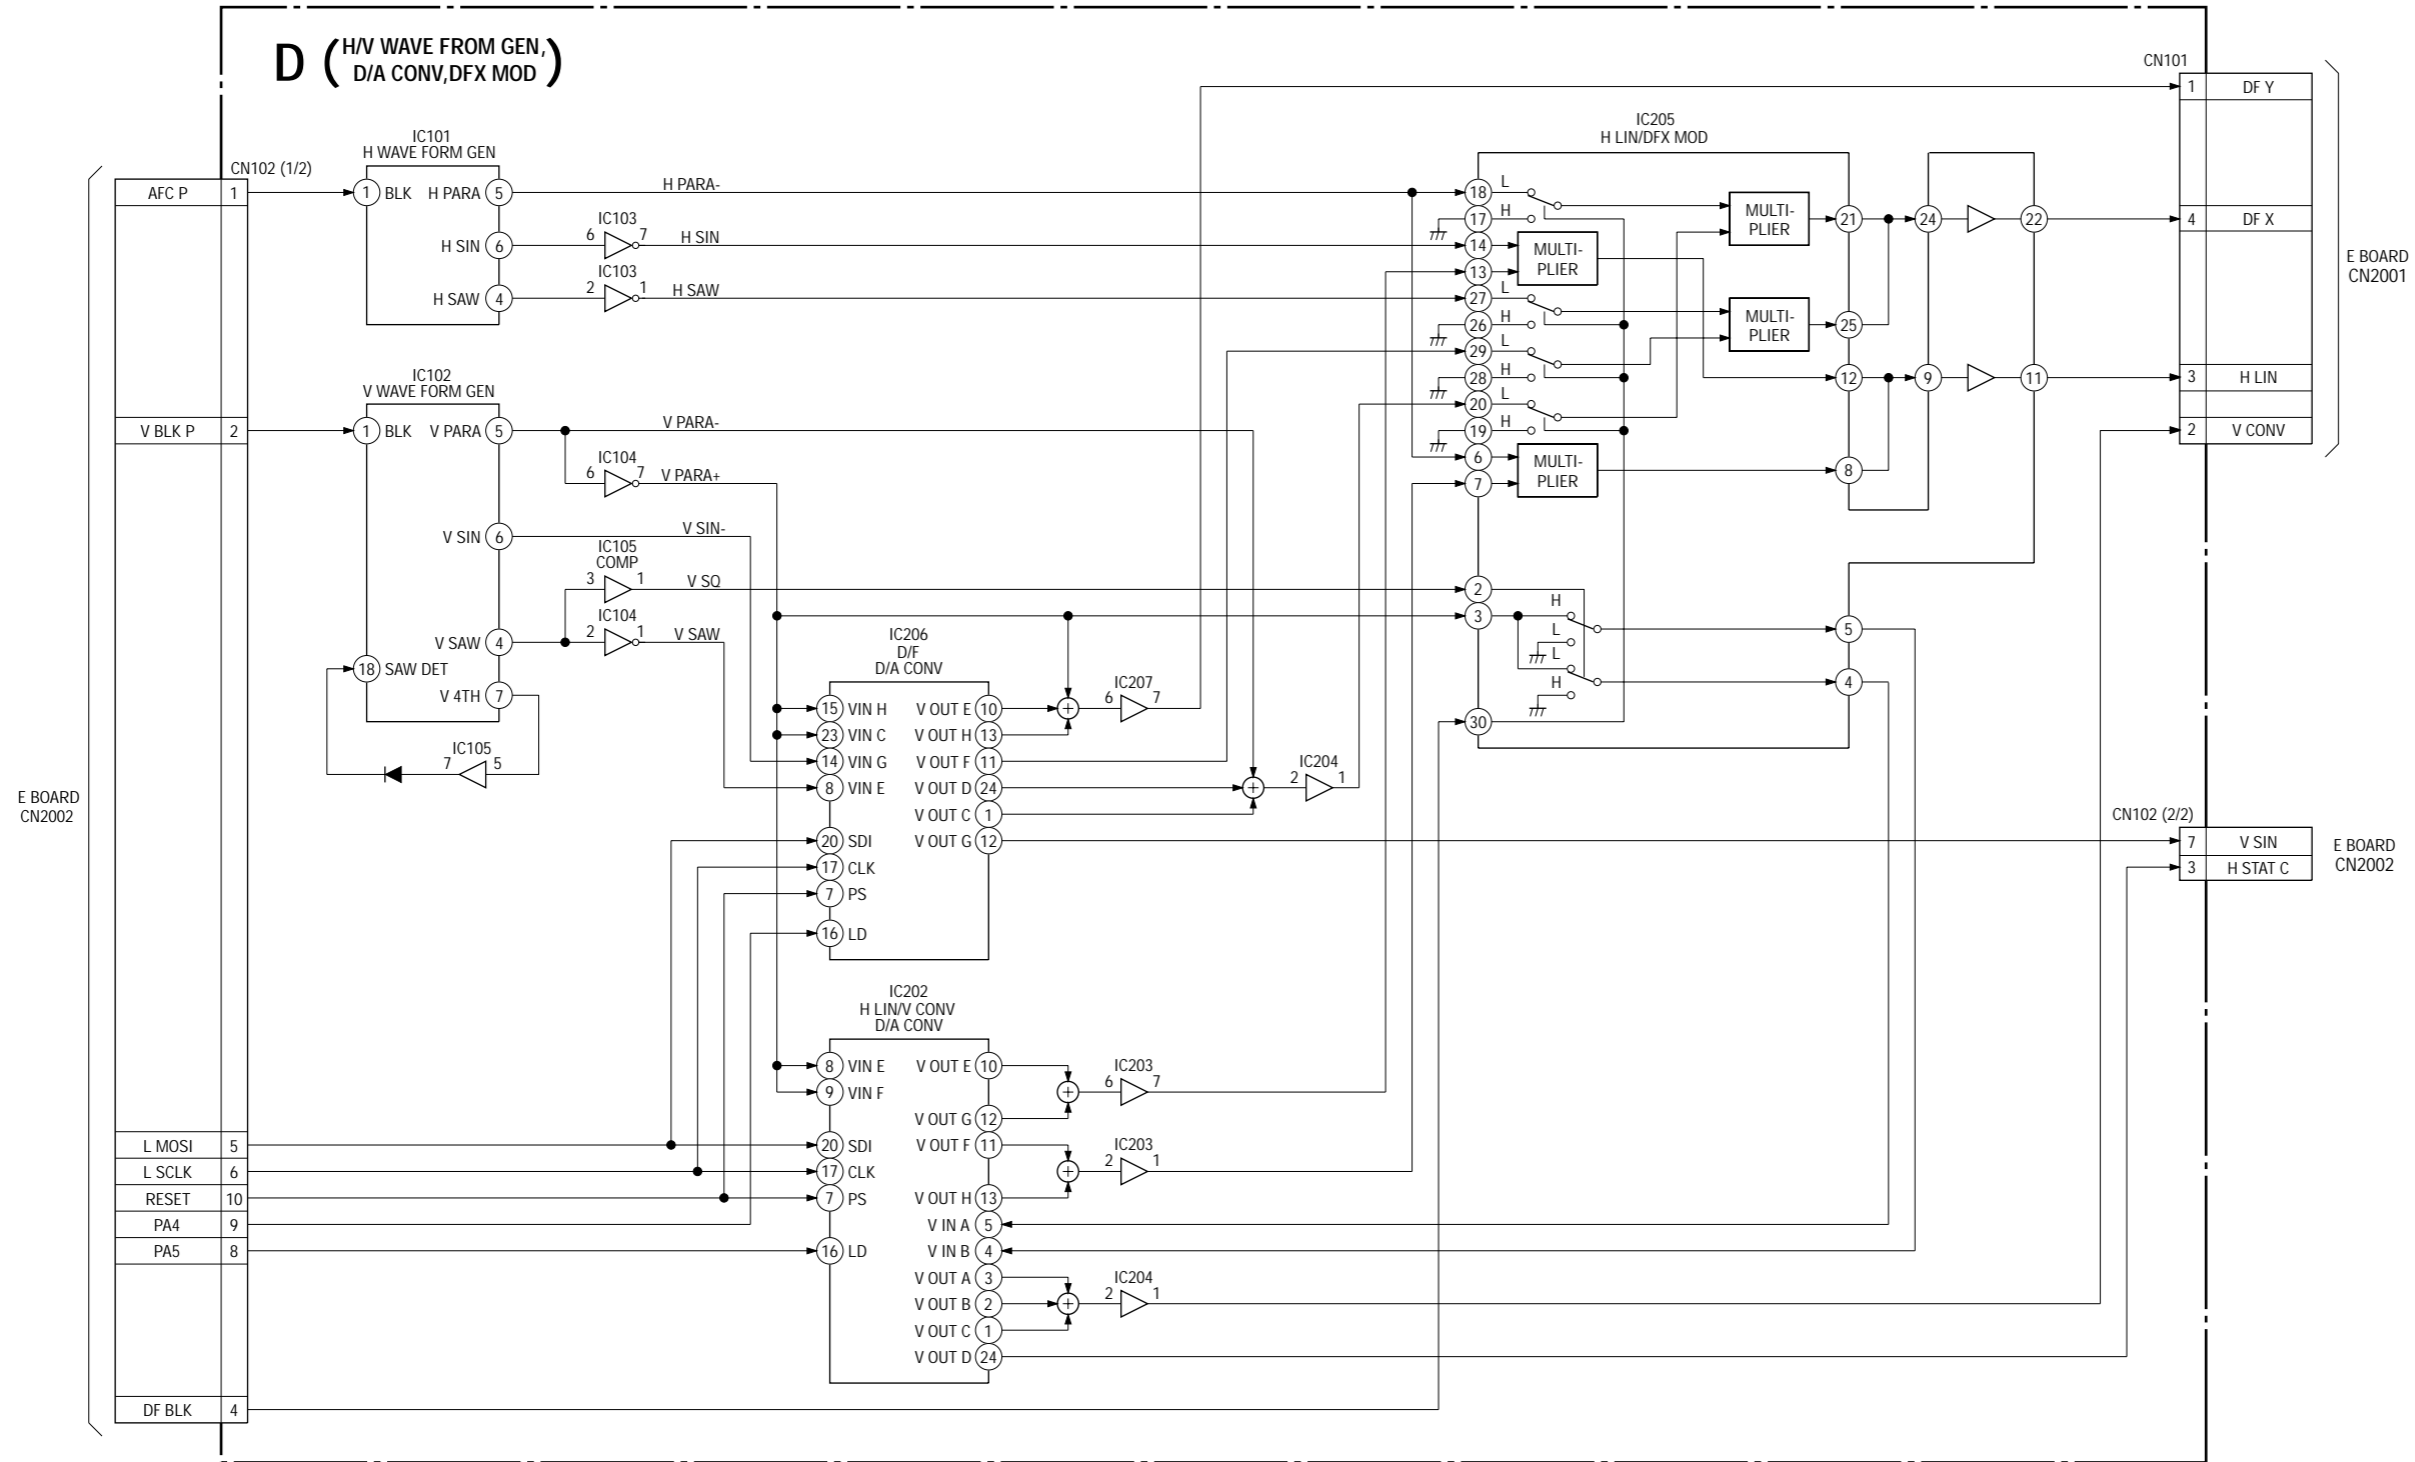 D ( H/V WAVE FROM GEN,
D/A CONV,DFX MOD )
CN101
1 DF Y
4 DF X
3 H LIN
2 V CONV
E BOARD
CN2001
CN102 (1/2)
AFC P 1
V BLK P 2
L MOSI 5
L SCLK 6
RESET 10
PA4 9
PA5 8
DF BLK 4
E BOARD
CN2002
IC101
H WAVE FORM GEN
1 BLK H PARA 5
H SIN 6
H SAW 4
H PARA-
IC103
6 7 H SIN
IC103
2 1 H SAW
IC102
V WAVE FORM GEN
1 BLK V PARA 5
V SIN 6
V SAW 4
18 SAW DET
V 4TH 7
V PARA-
IC104
6 7 V PARA+
V SIN-
IC105
COMP
3 1 V SQ
IC104
2 1 V SAW
IC105
7 5
IC205
H LIN/DFX MOD
18 L
17 H
14
13
27 L
26 H
29 L
28 H
20 L
19 H
6
7
2
3
30
MULTI-
PLIER
MULTI-
PLIER
MULTI-
PLIER
MULTI-
PLIER
21 24 22
25
12 9 11
8
H
L
L
H
5
4
IC206
D/F
D/A CONV
15 VIN H V OUT E 10
23 VIN C V OUT H 13
14 VIN G V OUT F 11
8 VIN E V OUT D 24
V OUT C 1
20 SDI V OUT G 12
17 CLK
7 PS
16 LD
IC207
6 7
IC204
2 1
CN102 (2/2)
7 V SIN
3 H STAT C
E BOARD
CN2002
IC202
H LIN/V CONV
D/A CONV
8 VIN E V OUT E 10
9 VIN F
V OUT G 12
20 SDI V OUT F 11
17 CLK
7 PS V OUT H 13
V IN A 5
16 LD V IN B 4
V OUT A 3
V OUT B 2
V OUT C 1
V OUT D 24
IC203
6 7
IC203
2 1
IC204
2 1